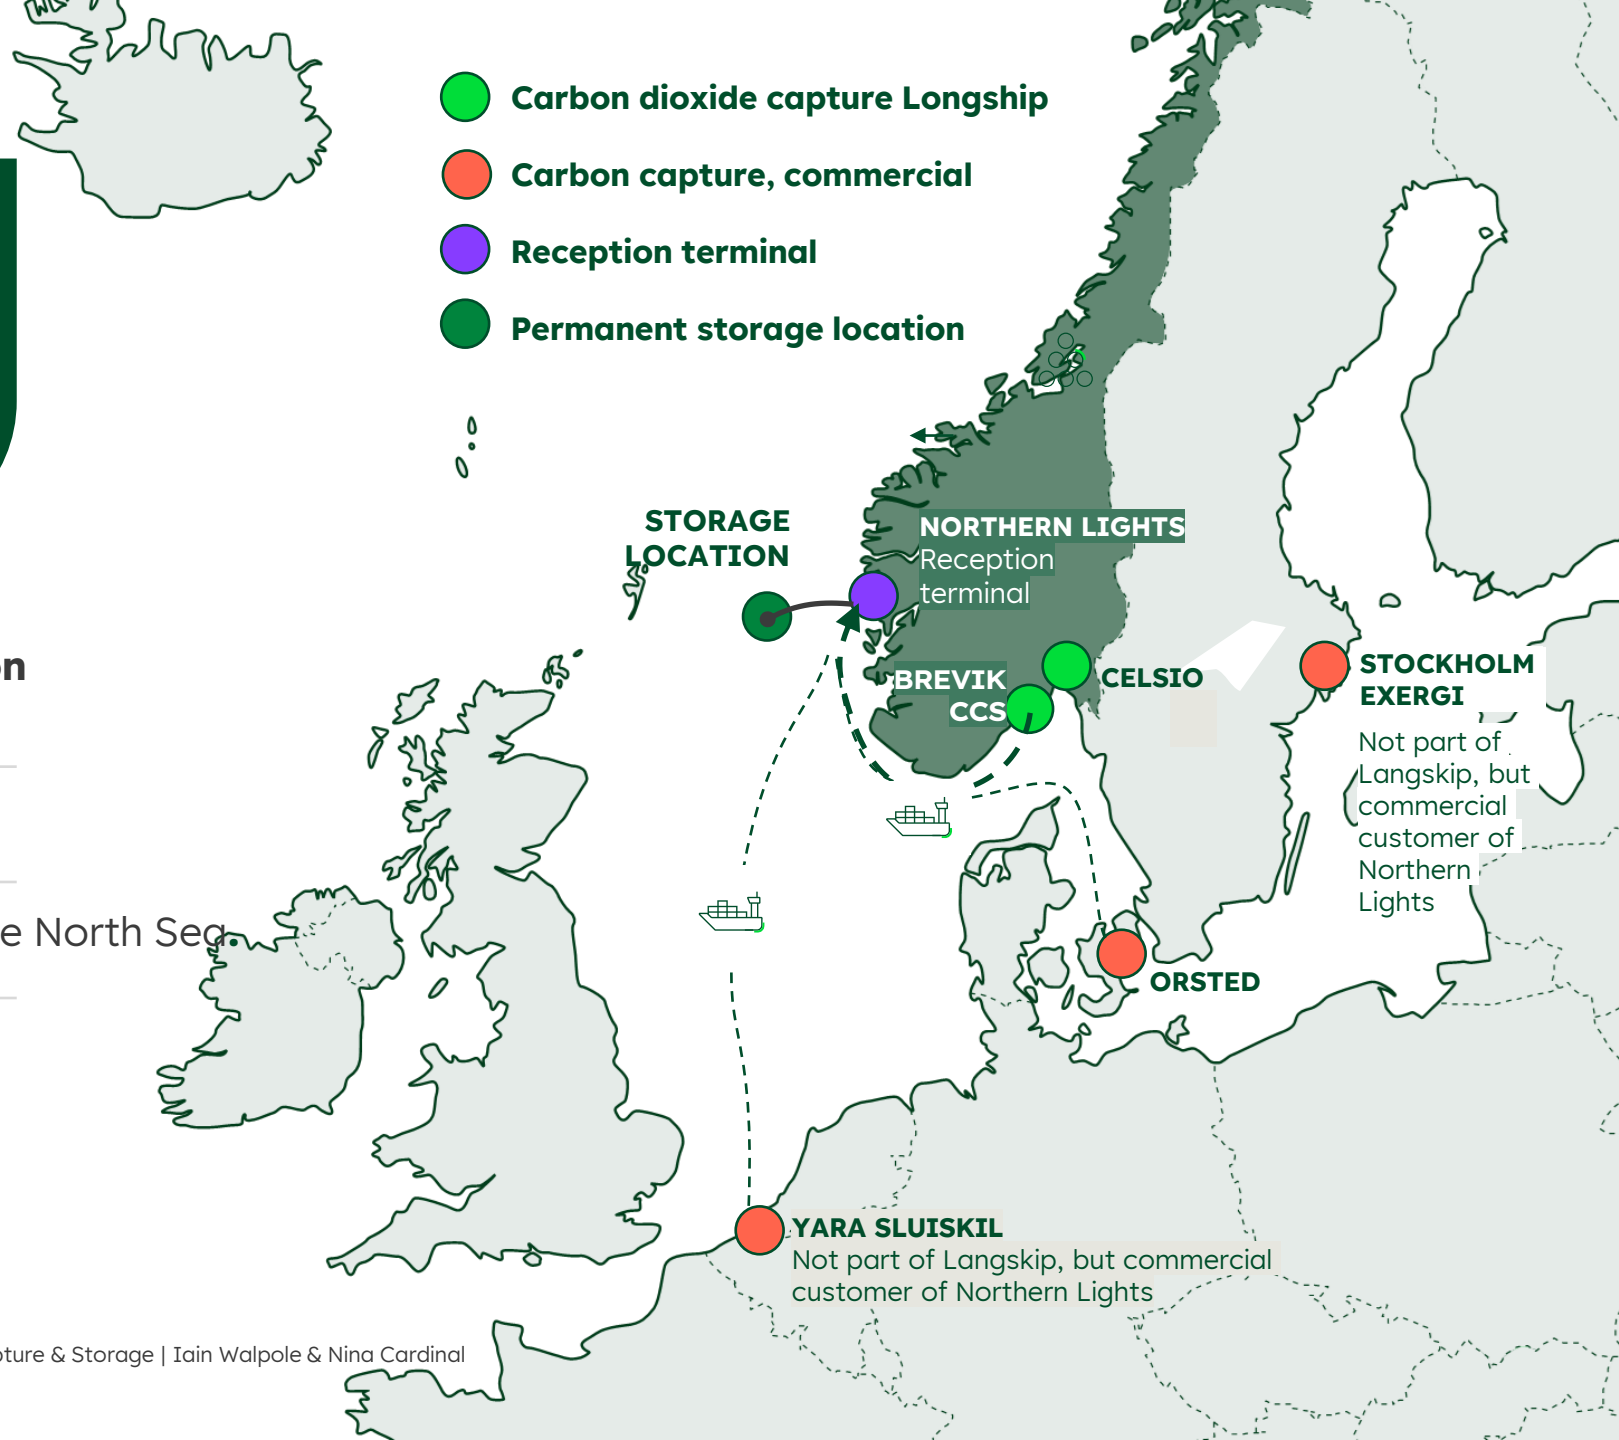 Carbon dioxide capture Longship
Carbon capture, commercial
Reception terminal
Permanent storage location
STORAGE
LOCATION
NORTHERN LIGHTS
Reception
terminal
BREVIK
CCS
CELSIO
STOCKHOLM
EXERGI
Not part of
Langskip, but
commercial
customer of
Northern
Lights
ORSTED
YARA SLUISKIL
Not part of Langskip, but commercial
customer of Northern Lights
on
e North Sea.
pture & Storage | Iain Walpole & Nina Cardinal